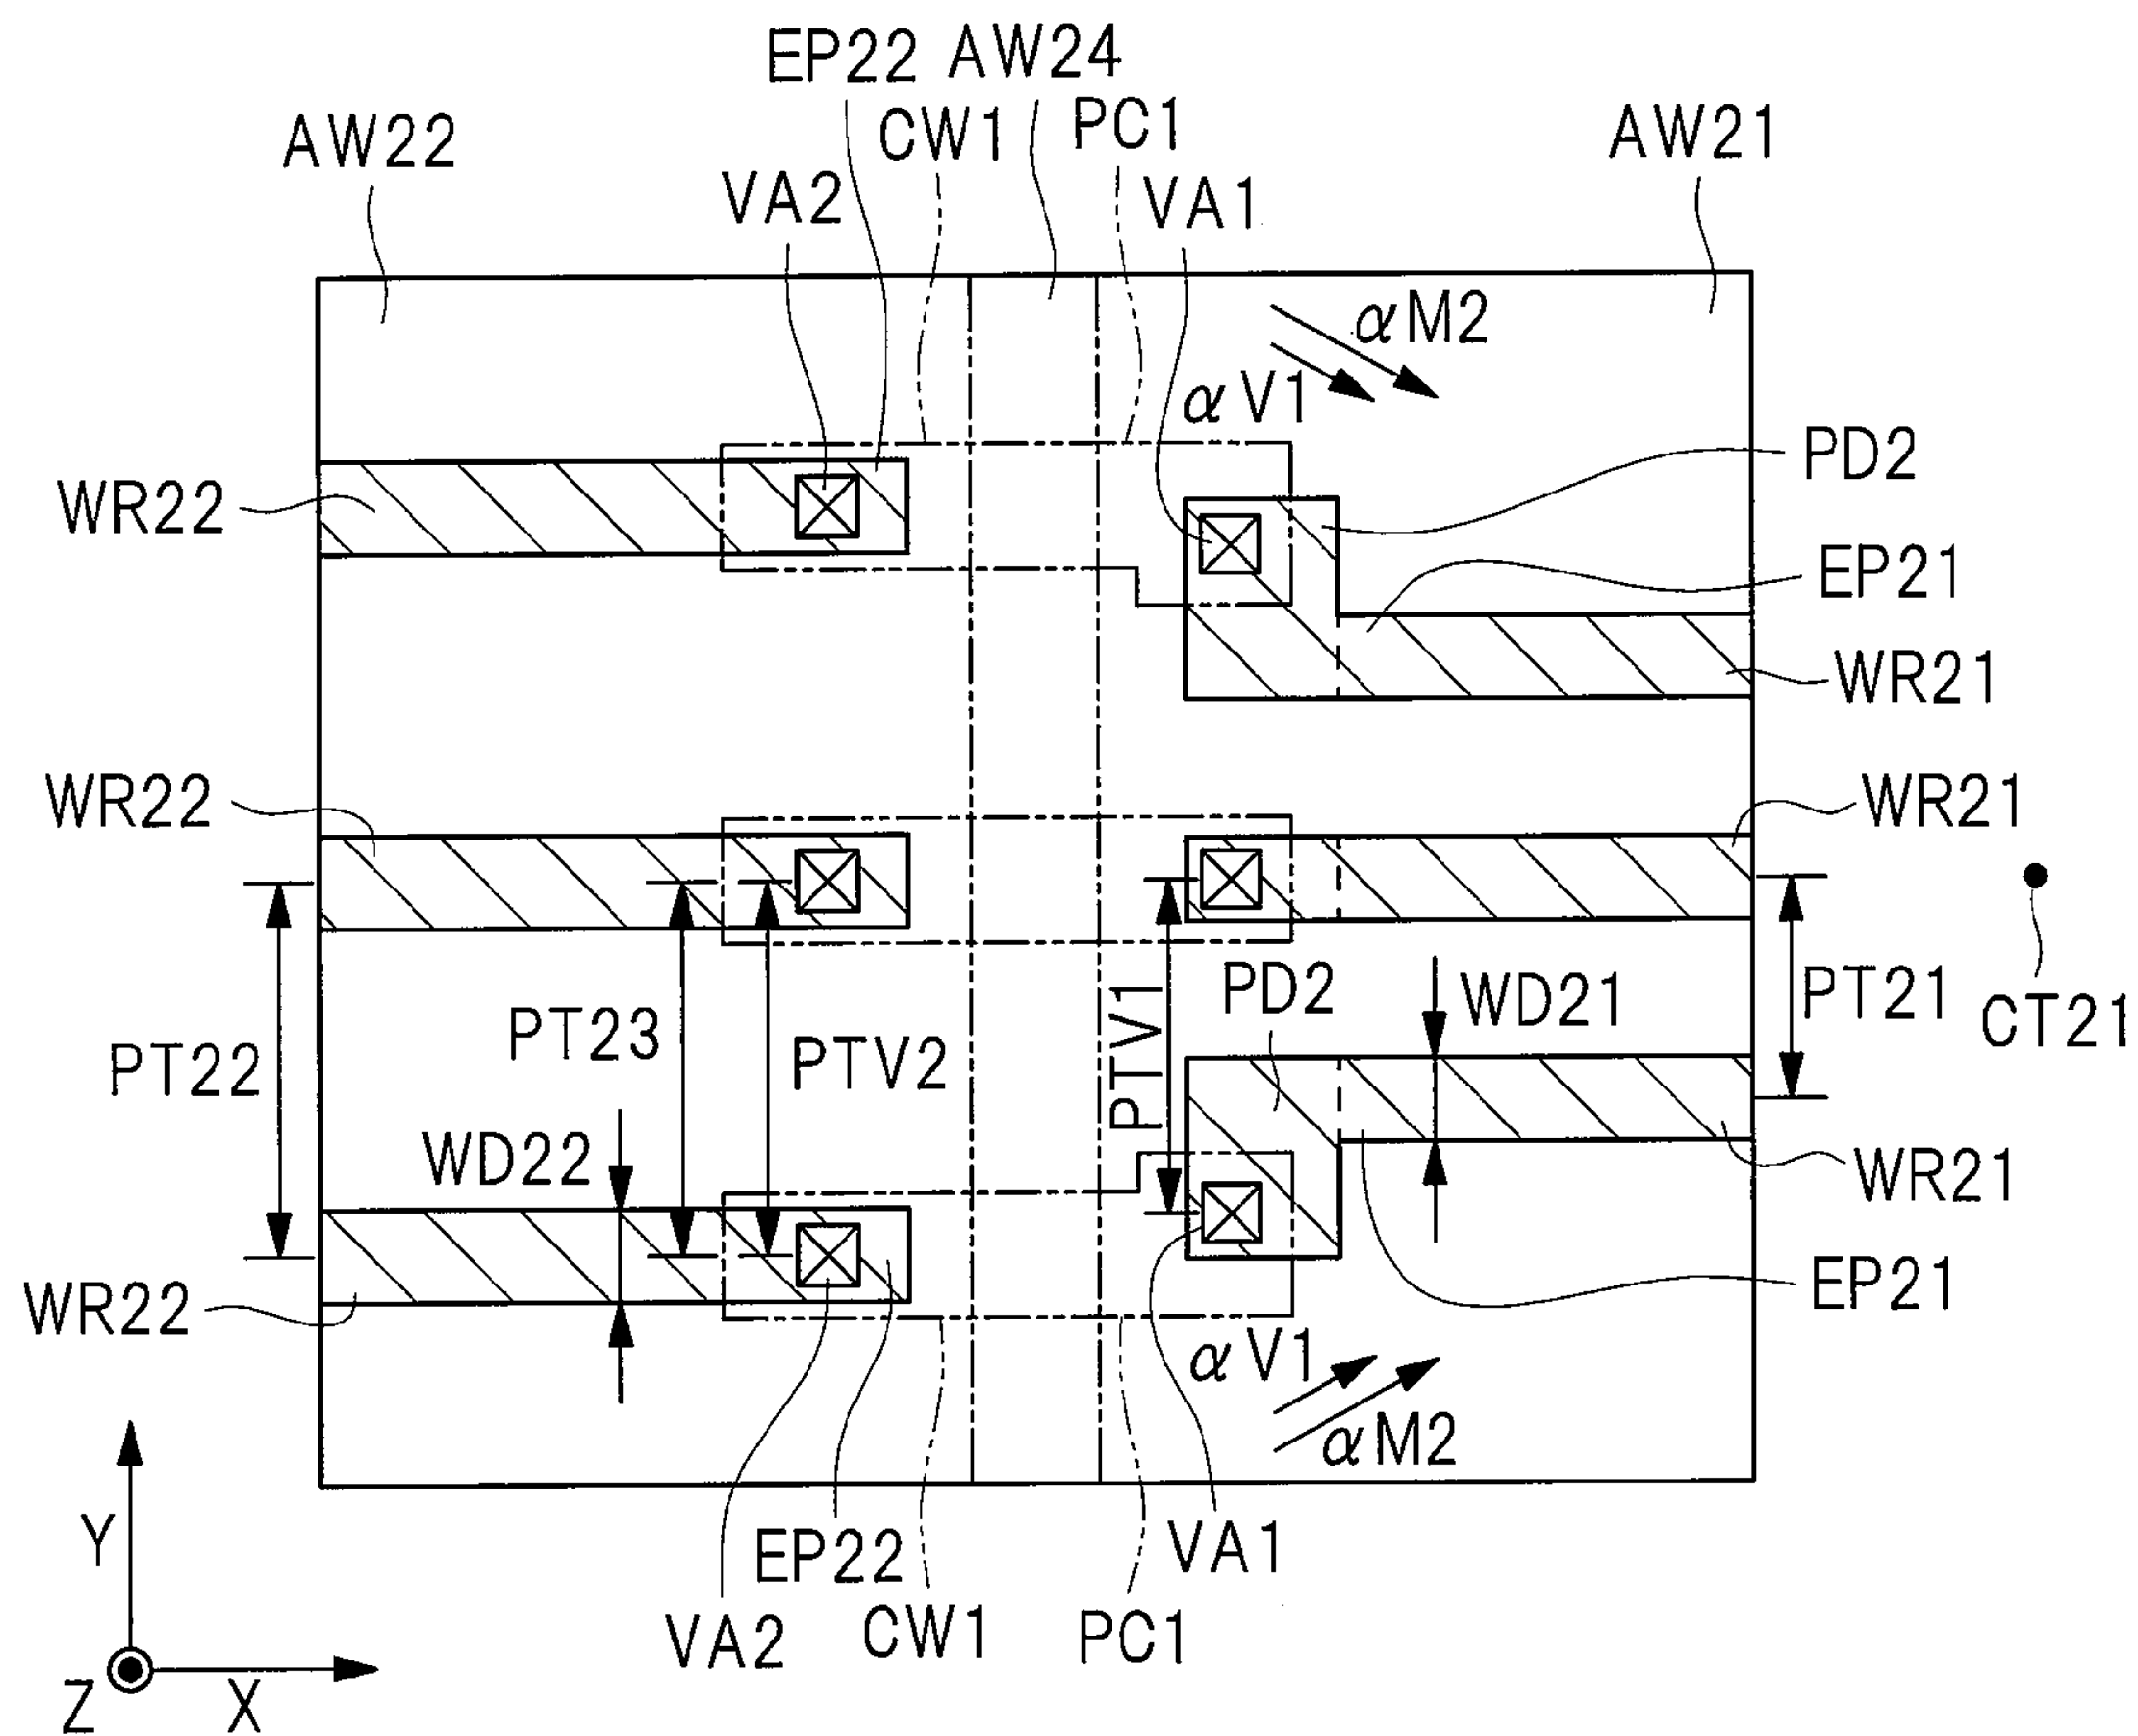 EP22 AW24
AW22 CW1 PC1 AW21
VA2 VA1
αM2
αV1
PD2
WR22
EP21
WR21
WR22 WR21
PT23 PTV2 PTV1 PD2 WD21 PT21 CT21
PT22
WD22
WR21
WR22 EP21
αV1
αM2
Y EP22 VA1
VA2 CW1 PC1
Z X